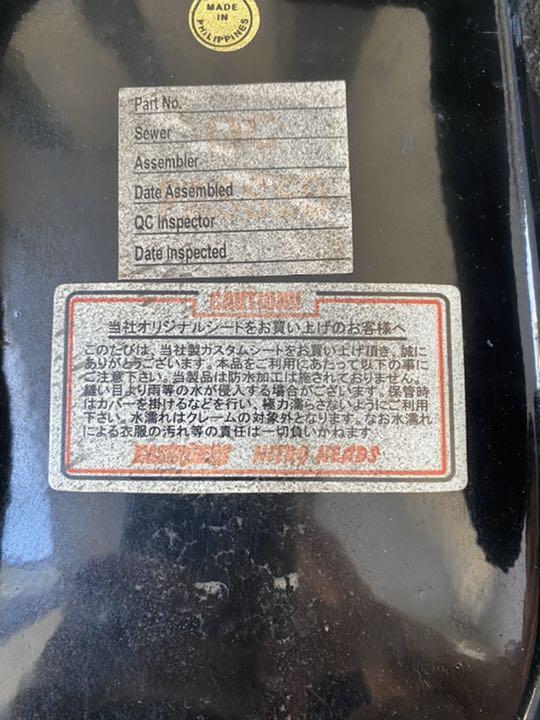 MADE
IN
PHILIPPINES
Part No.
Sewer
Assembler
Date Assembled
QC Inspector
Date Inspected
CAUTION!!
当社オリジナルシートをお買い上げのお客様へ
このたびは、当社製カスタムシートをお買い上げ頂き、誠に
ありがとうございます。本品をご利用にあたって以下の事に
ご注意下さい。当製品は防水加工は施されておりません。
縫い目より雨等の水が侵入する場合がございます。保管時
はカバーを掛けるなどを行い、極力濡らさないようにご利用
下さい。水濡れはクレームの対象外となります。なお水濡れ
による衣服の汚れ等の責任は一切負いかねます。
NITRO HEADS